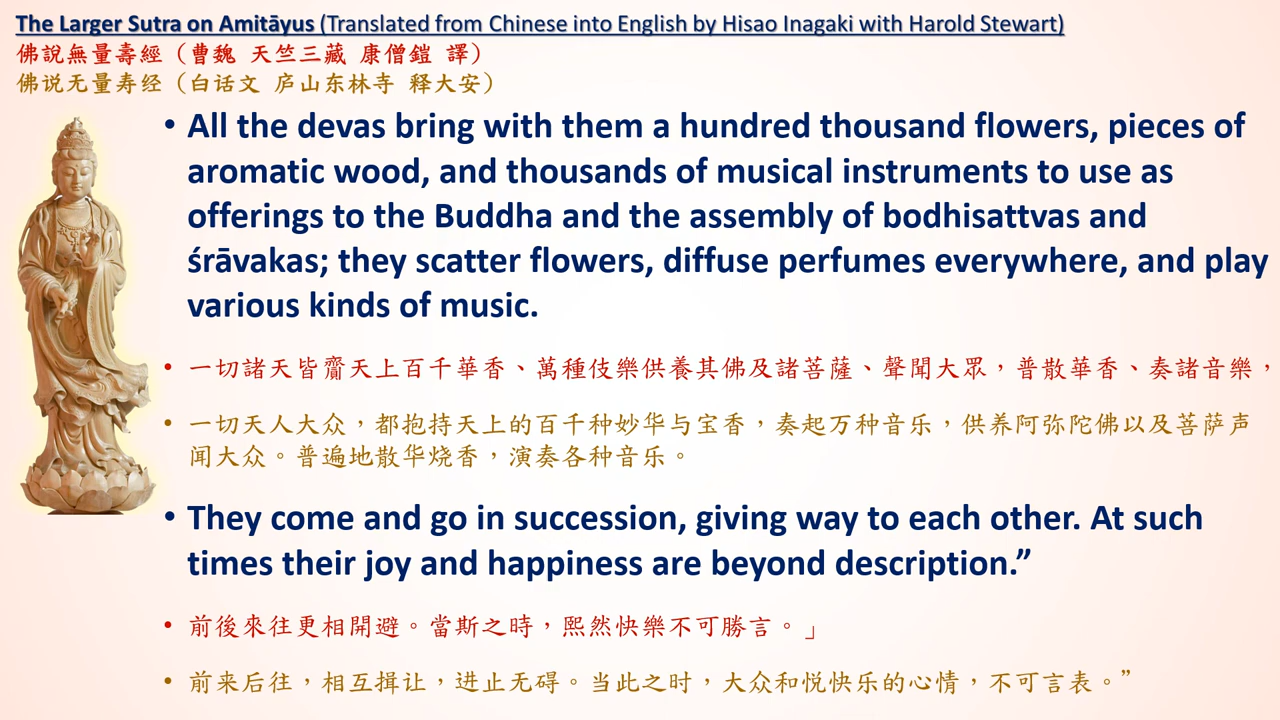 The Larger Sutra on Amitāyus (Translated from Chinese into English by Hisao Inagaki with Harold Stewart)
佛說無量壽經（曹魏 天竺三藏 康僧鎧 譯）
佛说无量寿经（白话文 庐山东林寺 释大安）
• All the devas bring with them a hundred thousand flowers, pieces of
aromatic wood, and thousands of musical instruments to use as
offerings to the Buddha and the assembly of bodhisattvas and
śrāvakas; they scatter flowers, diffuse perfumes everywhere, and play
various kinds of music.
• 一切諸天皆齎天上百千華香、萬種伎樂供養其佛及諸菩薩、聲聞大眾，普散華香、奏諸音樂，
• 一切天人大众，都抱持天上的百千种妙华与宝香，奏起万种音乐，供养阿弥陀佛以及菩萨声
闻大众。普遍地散华烧香，演奏各种音乐。
• They come and go in succession, giving way to each other. At such
times their joy and happiness are beyond description.”
• 前後來往更相開避。當斯之時，熙然快樂不可勝言。」
• 前来后往，相互揖让，进止无碍。当此之时，大众和悦快乐的心情，不可言表。”